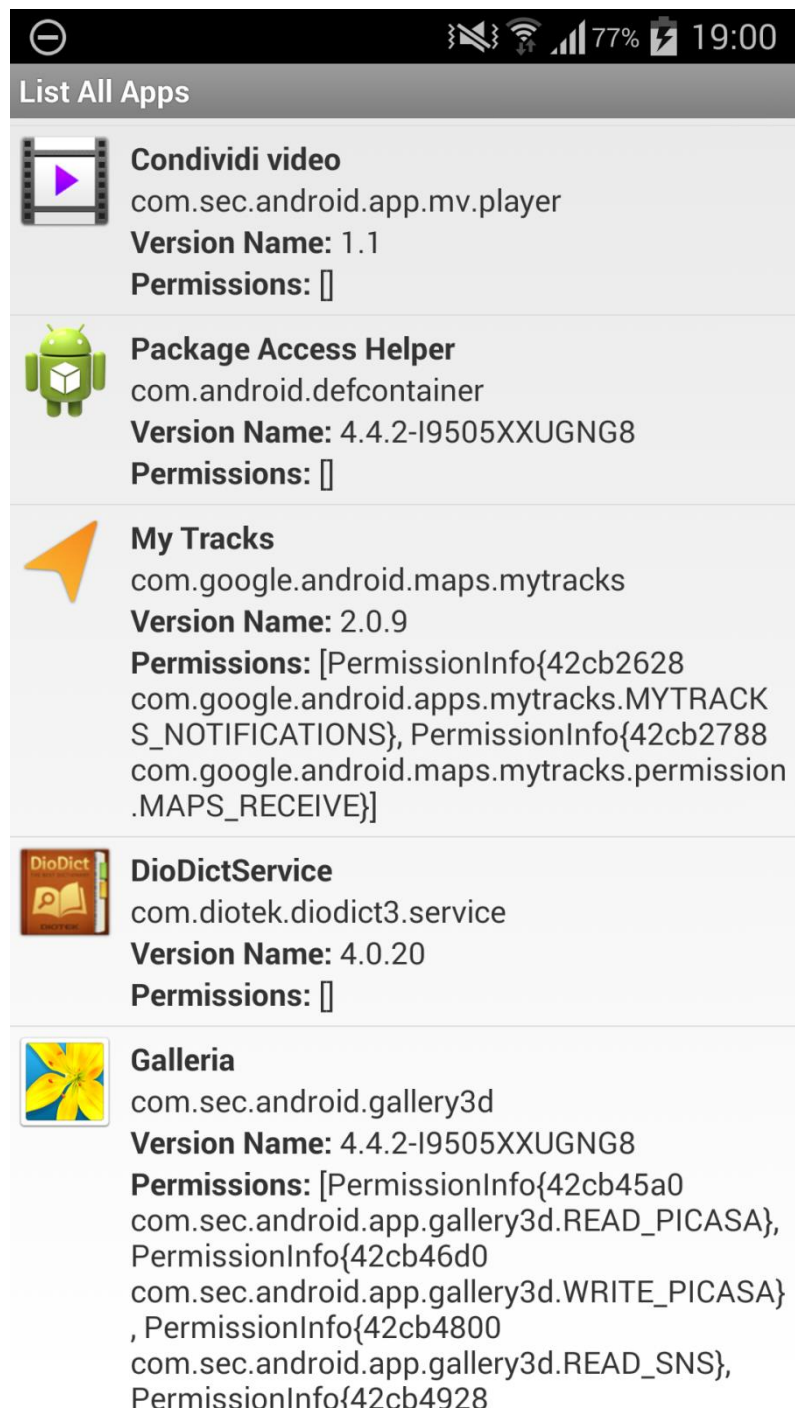 77% 19:00
List All Apps
Condividi video
com.sec.android.app.mv.player
Version Name: 1.1
Permissions: []
Package Access Helper
com.android.defcontainer
Version Name: 4.4.2-I9505XXUGNG8
Permissions: []
My Tracks
com.google.android.maps.mytracks
Version Name: 2.0.9
Permissions: [PermissionInfo{42cb2628
com.google.android.apps.mytracks.MYTRACK
S_NOTIFICATIONS}, PermissionInfo{42cb2788
com.google.android.maps.mytracks.permission
.MAPS_RECEIVE}]
DioDict
DIOTEK
DioDictService
com.diotek.diodict3.service
Version Name: 4.0.20
Permissions: []
Galleria
com.sec.android.gallery3d
Version Name: 4.4.2-I9505XXUGNG8
Permissions: [PermissionInfo{42cb45a0
com.sec.android.app.gallery3d.READ_PICASA},
PermissionInfo{42cb46d0
com.sec.android.app.gallery3d.WRITE_PICASA}
, PermissionInfo{42cb4800
com.sec.android.app.gallery3d.READ_SNS},
PermissionInfo{42cb4928